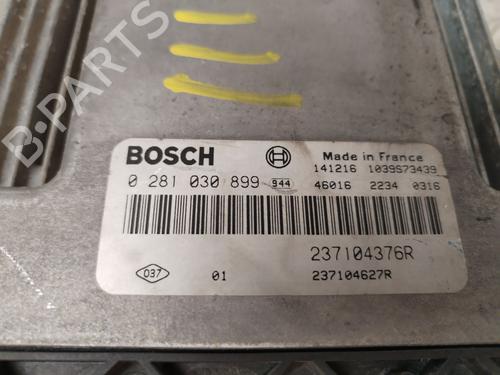 B-PARTS
BOSCH
Made in France
0 281 030 899 944
141216 1039S73439
46016 2234 0316
237104376R
037 01 237104627R